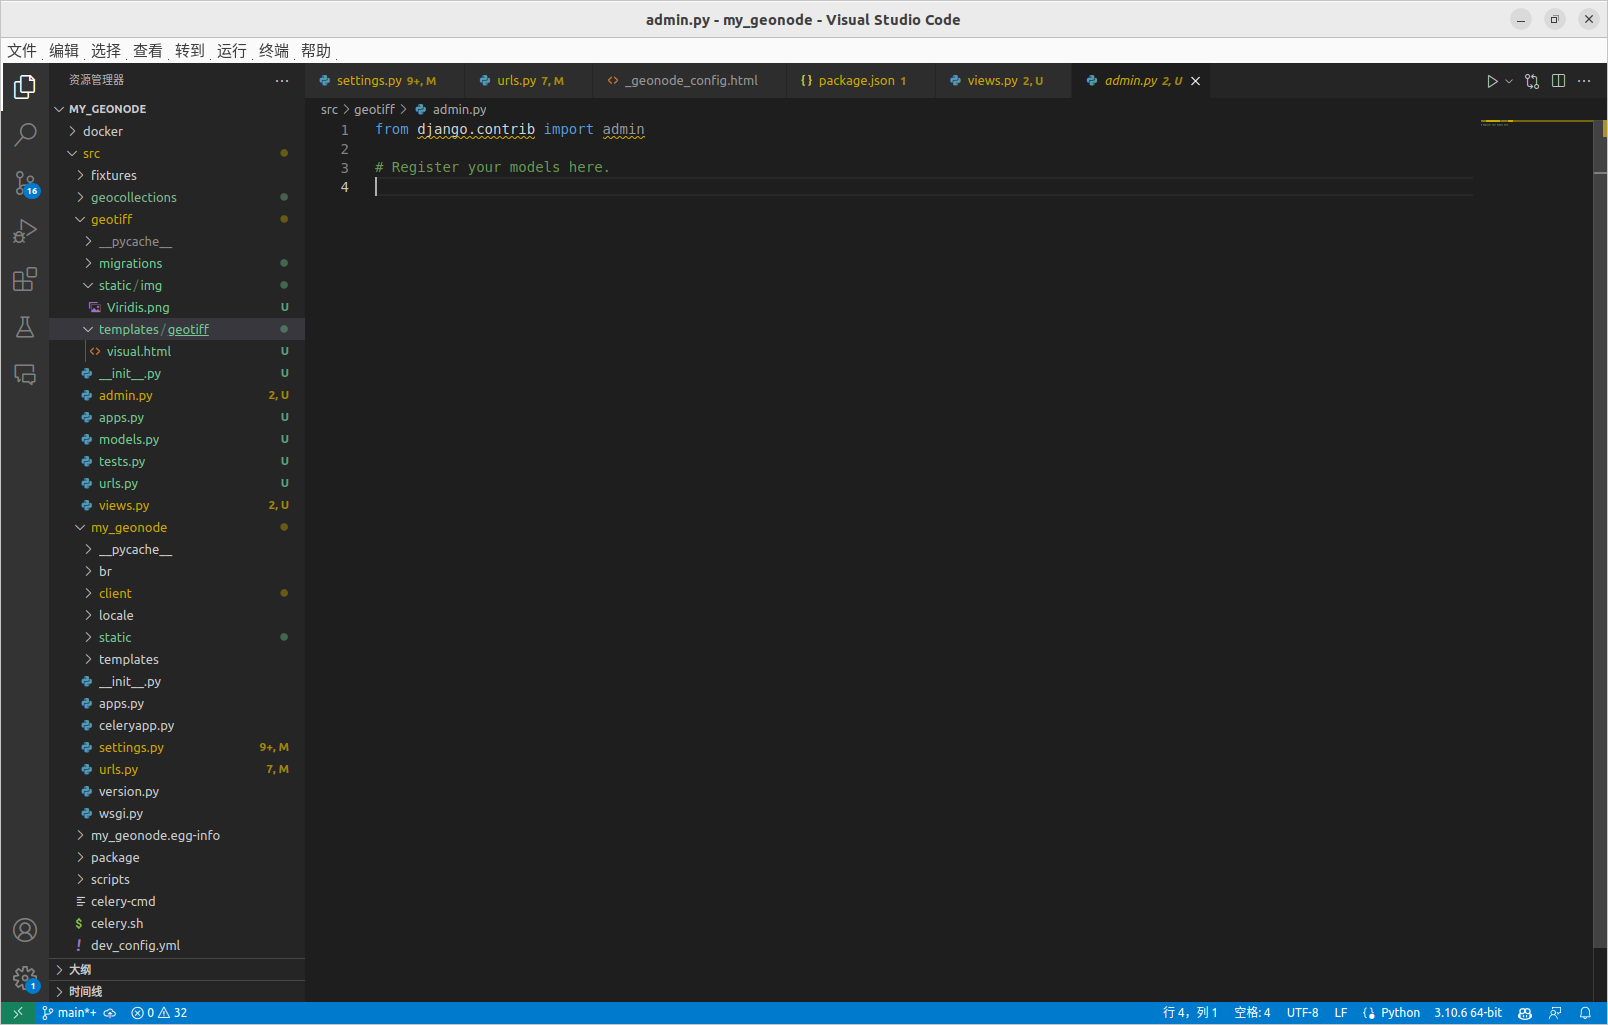 admin.py - my_geonode - Visual Studio Code
文件 编辑 选择 查看 转到 运行 终端 帮助
资源管理器
settings.py 9+, M
urls.py 7, M
_geonode_config.html
package.json 1
views.py 2, U
admin.py 2, U
MY_GEONODE
docker
src
fixtures
geocollections
geotiff
__pycache__
migrations
static/img
Viridis.png U
templates/geotiff
visual.html U
__init__.py U
admin.py 2, U
apps.py U
models.py U
tests.py U
urls.py U
views.py 2, U
my_geonode
__pycache__
br
client
locale
static
templates
__init__.py
apps.py
celeryapp.py
settings.py 9+, M
urls.py 7, M
version.py
wsgi.py
my_geonode.egg-info
package
scripts
celery-cmd
celery.sh
dev_config.yml
大纲
时间线
16
1
src > geotiff > admin.py
1 from django.contrib import admin
2
3 # Register your models here.
4
main*+ 0 32 行 4，列 1 空格: 4 UTF-8 LF Python 3.10.6 64-bit